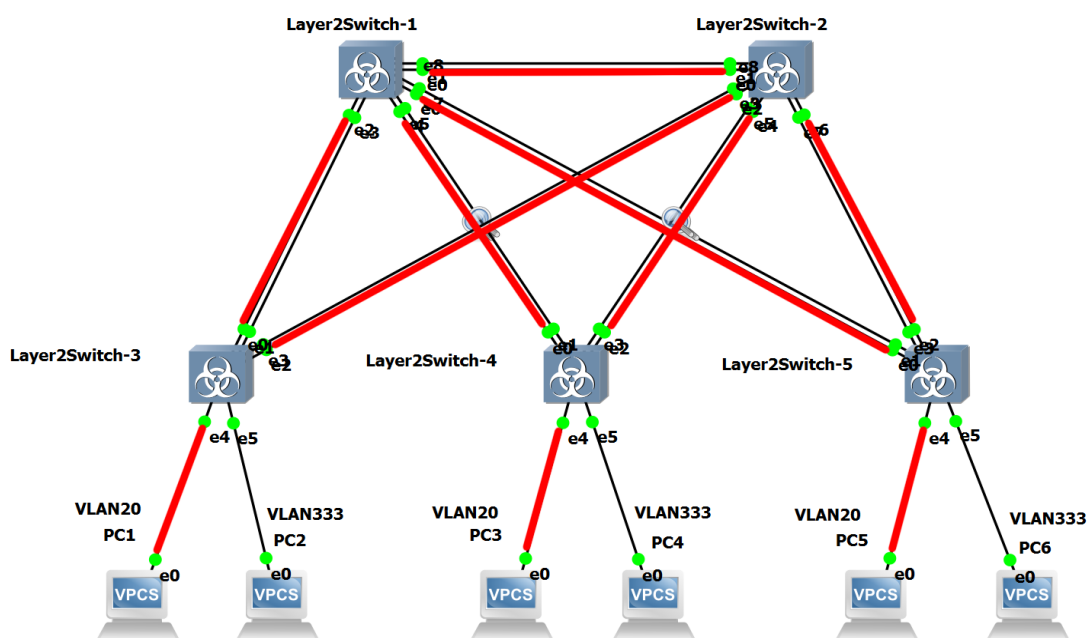 Layer2Switch-1
Layer2Switch-2
e8
e8
e1
e1
e0
e0
e7
e2
e3
e5
e3
e2
e5
e4
e6
Layer2Switch-3
Layer2Switch-4
Layer2Switch-5
e0
e1
e3
e2
e1
e0
e3
e2
e2
e3
e1
e0
e4
e5
e4
e5
e4
e5
VLAN20
PC1
VLAN333
PC2
VLAN20
PC3
VLAN333
PC4
VLAN20
PC5
VLAN333
PC6
e0
e0
e0
e0
e0
e0
VPCS
VPCS
VPCS
VPCS
VPCS
VPCS